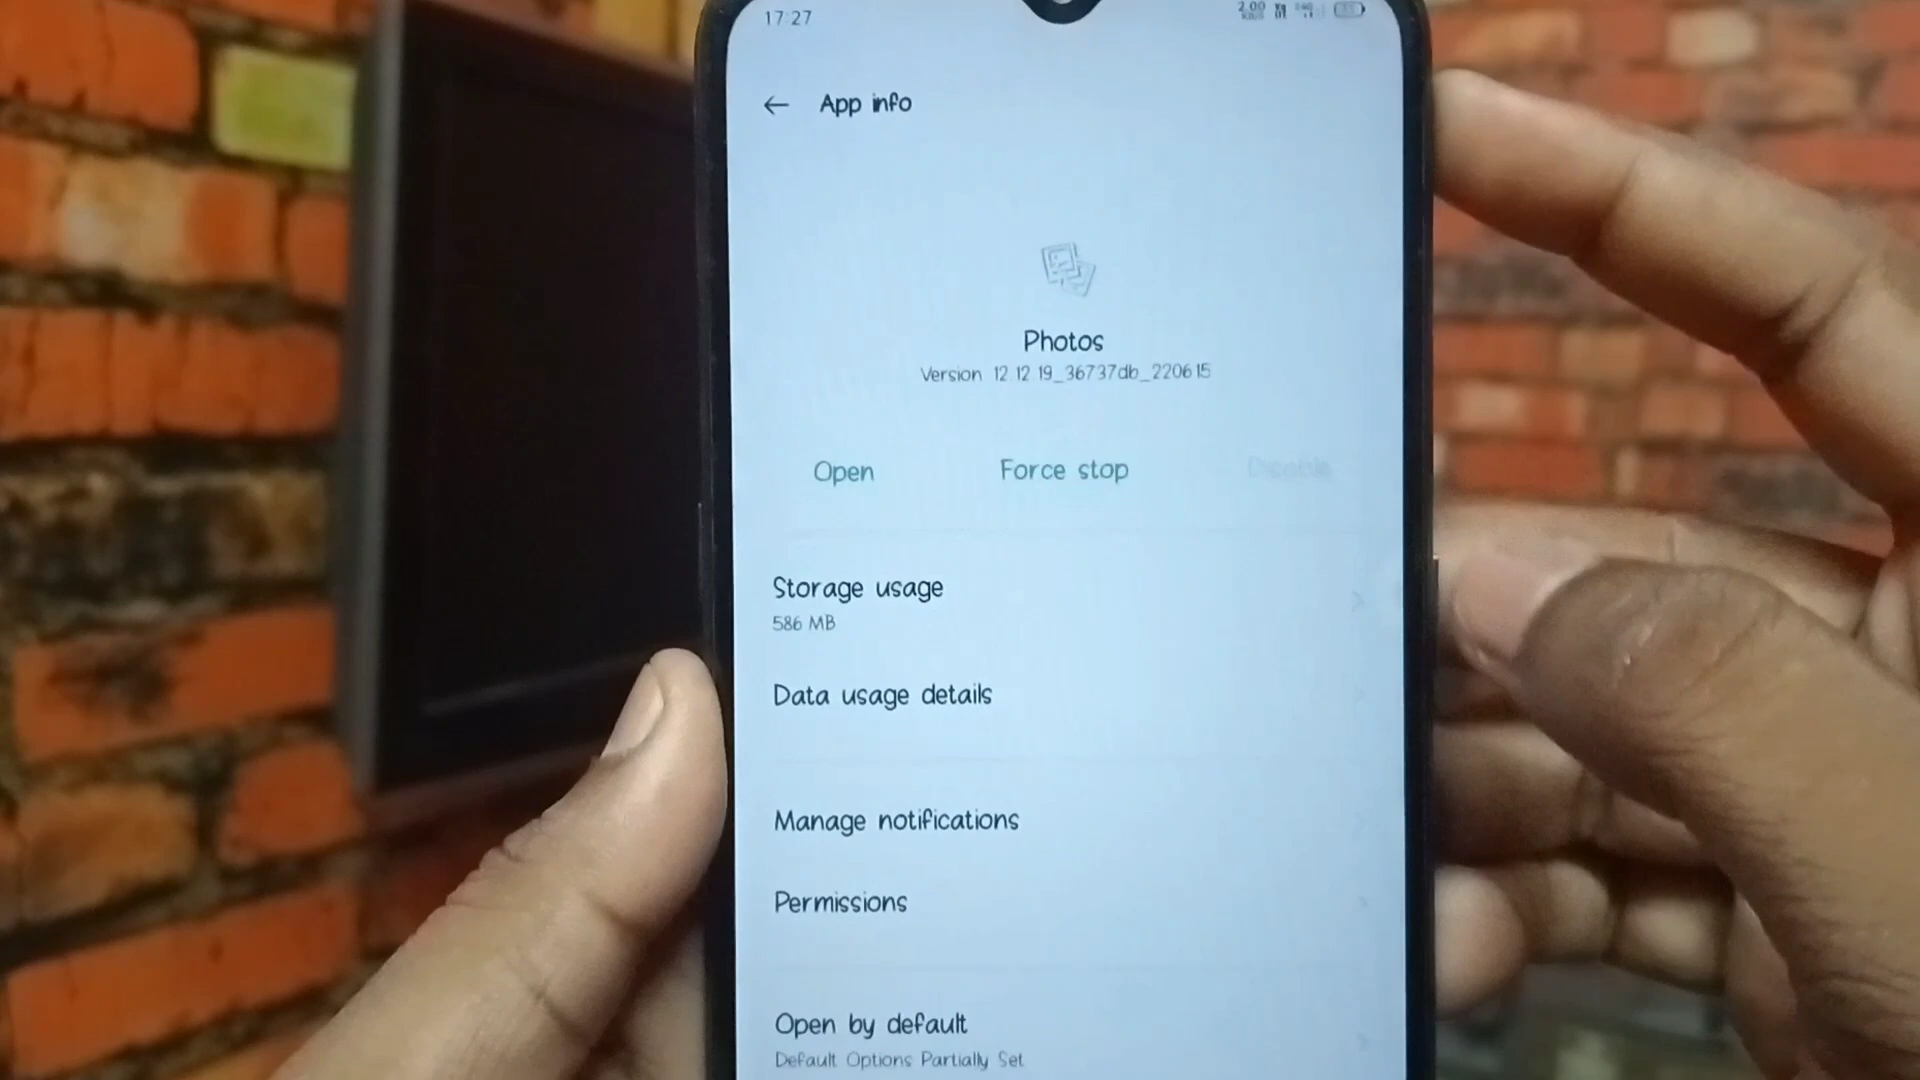 17:27
App info
Photos
Version 12.12.19_36737db_220615
Open Force stop Disable
Storage usage
586 MB
Data usage details
Manage notifications
Permissions
Open by default
Default Options Partially Set